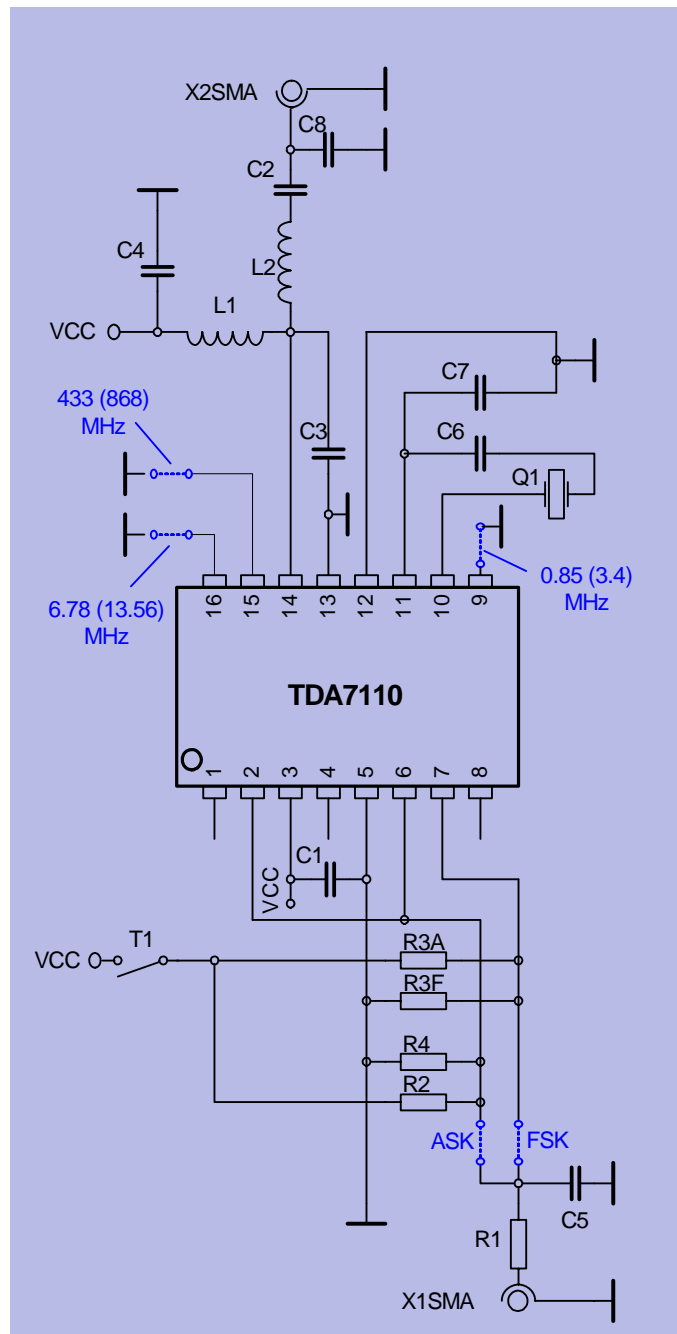 X2SMA
C8
C2
C4
L2
L1
VCC
C7
433 (868)
MHz
C3
C6
Q1
0.85 (3.4)
MHz
6.78 (13.56)
MHz
16 15 14 13 12 11 10 9
TDA7110
1 2 3 4 5 6 7 8
C1
VCC
T1
VCC
R3A
R3F
R4
R2
ASK
FSK
C5
R1
X1SMA